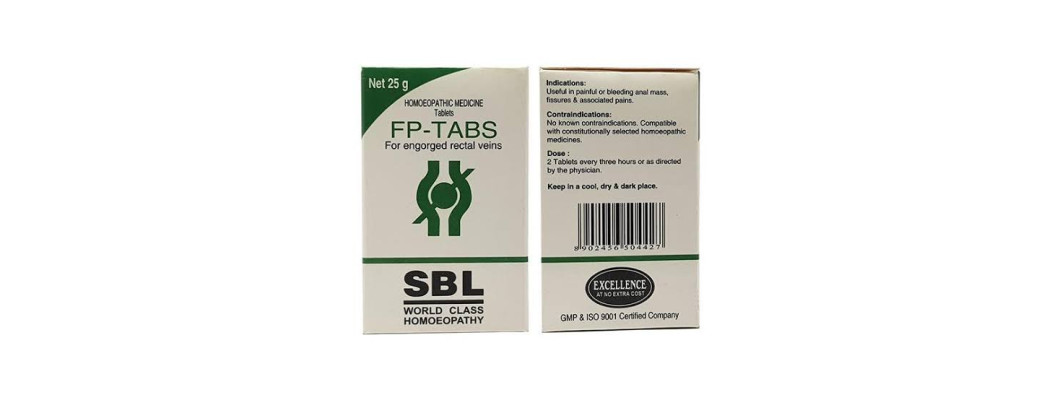 Net 25 g
HOMOEOPATHIC MEDICINE
Tablets
FP-TABS
For engorged rectal veins
SBL
WORLD CLASS
HOMOEOPATHY
Indications:
Useful in painful or bleeding anal mass,
fissures & associated pains.
Contraindications:
No known contraindications. Compatible
with constitutionally selected homoeopathic
medicines.
Dose :
2 Tablets every three hours or as directed
by the physician.
Keep in a cool, dry & dark place.
8 902456 504427
EXCELLENCE
AT NO EXTRA COST
GMP & ISO 9001 Certified Company